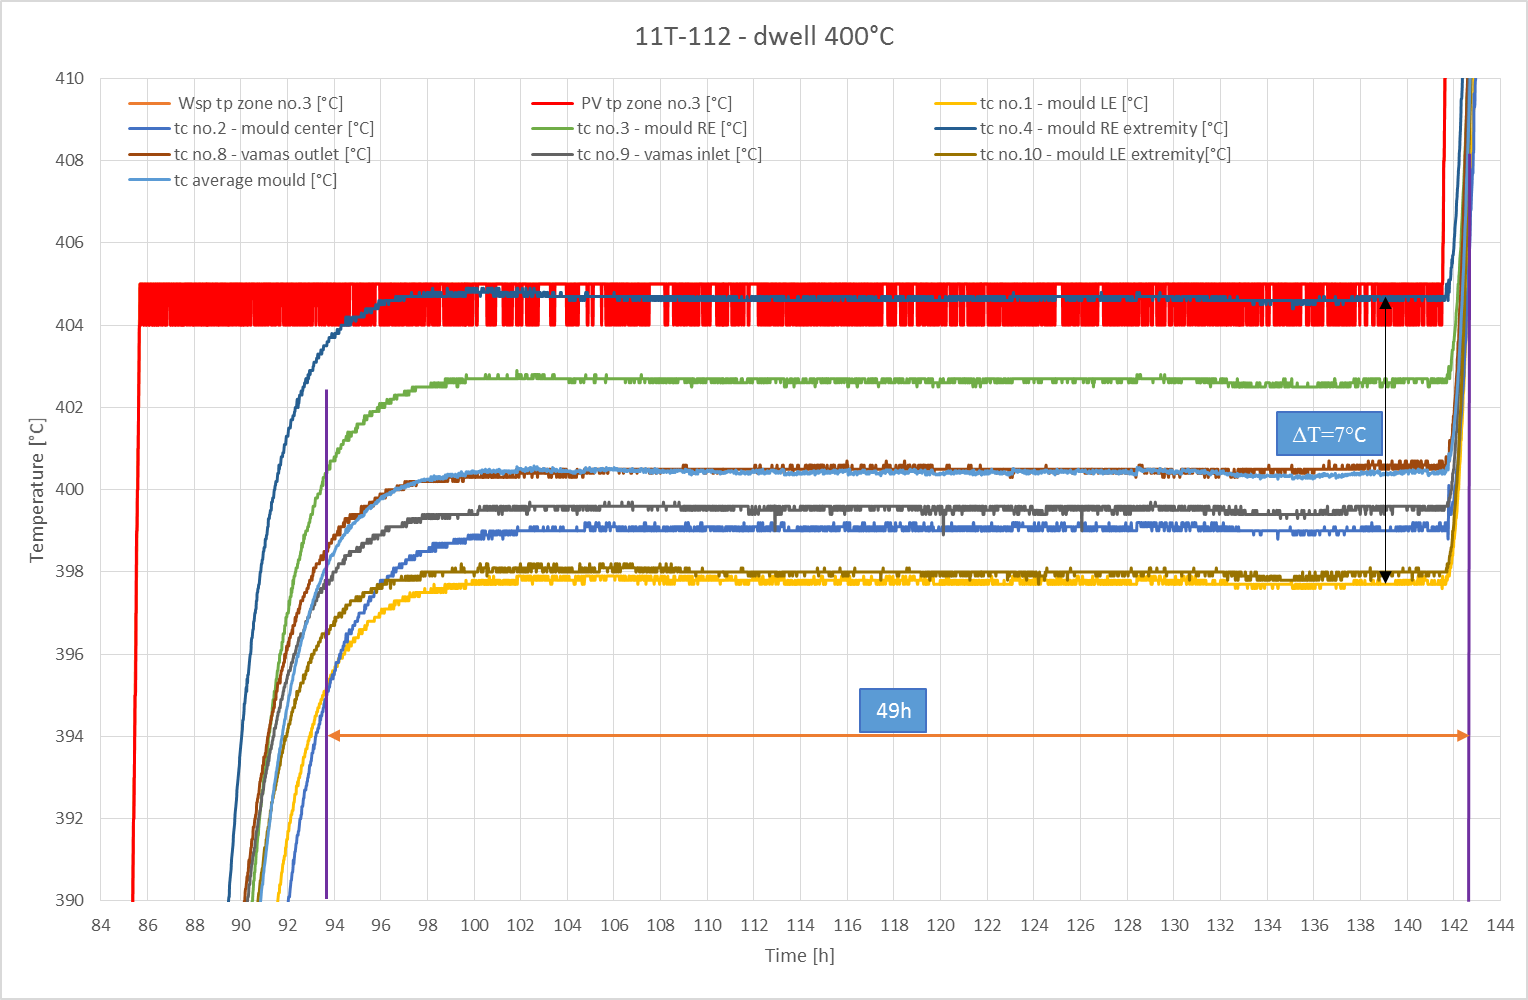 11T-112 - dwell 400°C
Wsp tp zone no.3 [°C]
PV tp zone no.3 [°C]
tc no.1 - mould LE [°C]
tc no.2 - mould center [°C]
tc no.3 - mould RE [°C]
tc no.4 - mould RE extremity [°C]
tc no.8 - vamas outlet [°C]
tc no.9 - vamas inlet [°C]
tc no.10 - mould LE extremity[°C]
tc average mould [°C]
410
408
406
404
402
400
398
396
394
392
390
Temperature [°C]
ΔT=7°C
49h
84 86 88 90 92 94 96 98 100 102 104 106 108 110 112 114 116 118 120 122 124 126 128 130 132 134 136 138 140 142 144
Time [h]